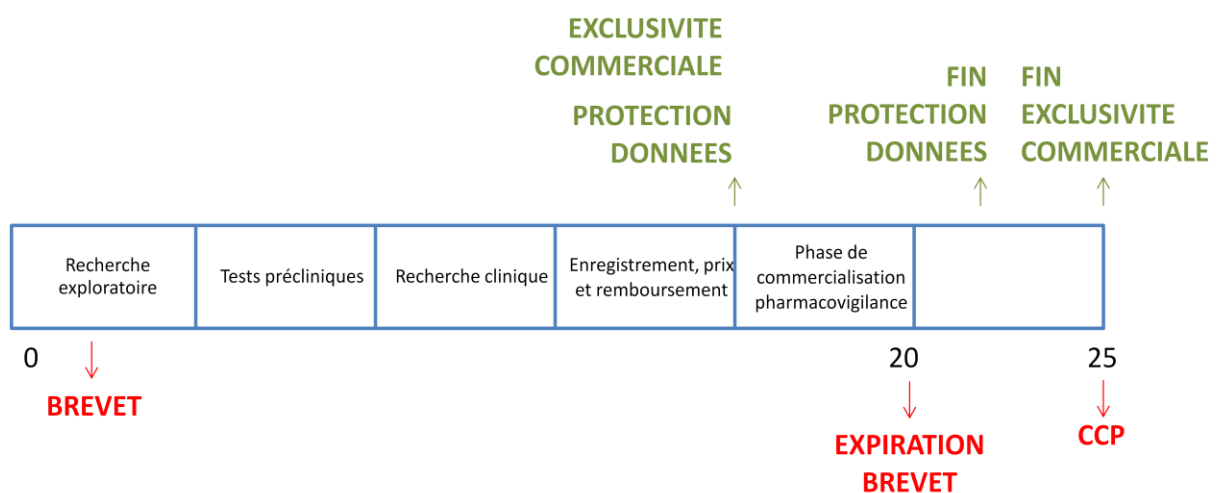 EXCLUSIVITE
COMMERCIALE
PROTECTION
DONNEES
FIN
PROTECTION
DONNEES
FIN
EXCLUSIVITE
COMMERCIALE
Recherche
exploratoire
Tests précliniques
Recherche clinique
Enregistrement, prix
et remboursement
Phase de
commercialisation
pharmacovigilance
0
20
25
BREVET
EXPIRATION
BREVET
CCP